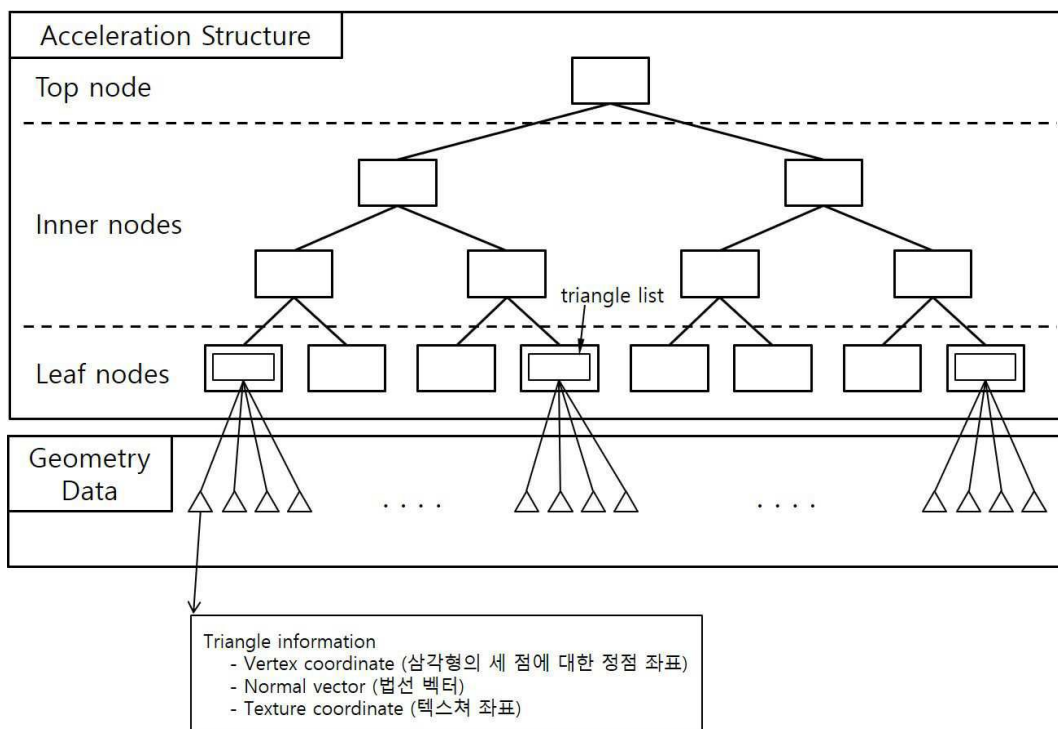 Acceleration Structure
Top node
Inner nodes
triangle list
Leaf nodes
Geometry
Data
. . . .
. . . .
Triangle information
- Vertex coordinate (삼각형의 세 점에 대한 정점 좌표)
- Normal vector (법선 벡터)
- Texture coordinate (텍스쳐 좌표)